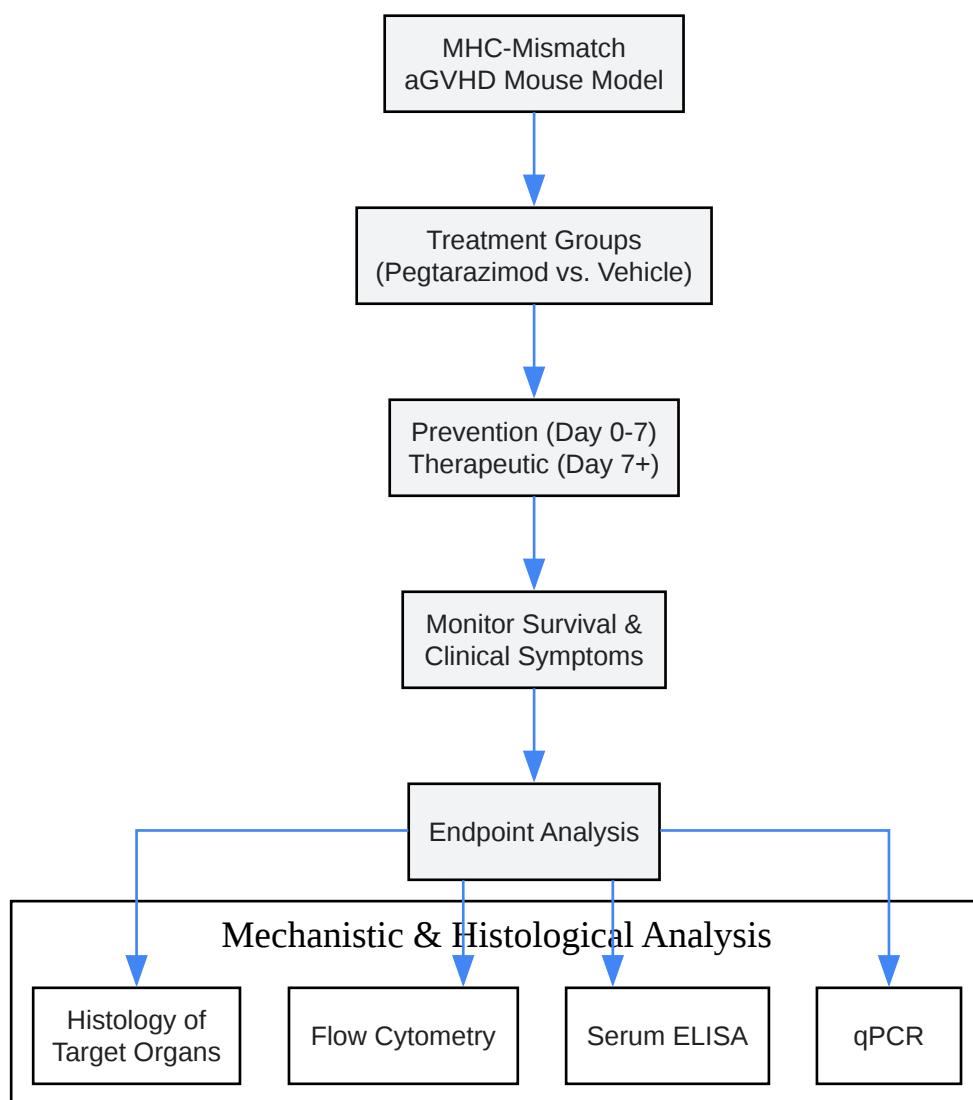 MHC-Mismatch
aGVHD Mouse Model
Treatment Groups
(Pegtarazimod vs. Vehicle)
Prevention (Day 0-7)
Therapeutic (Day 7+)
Monitor Survival &
Clinical Symptoms
Endpoint Analysis
Mechanistic & Histological Analysis
Histology of
Target Organs
Flow Cytometry
Serum ELISA
qPCR